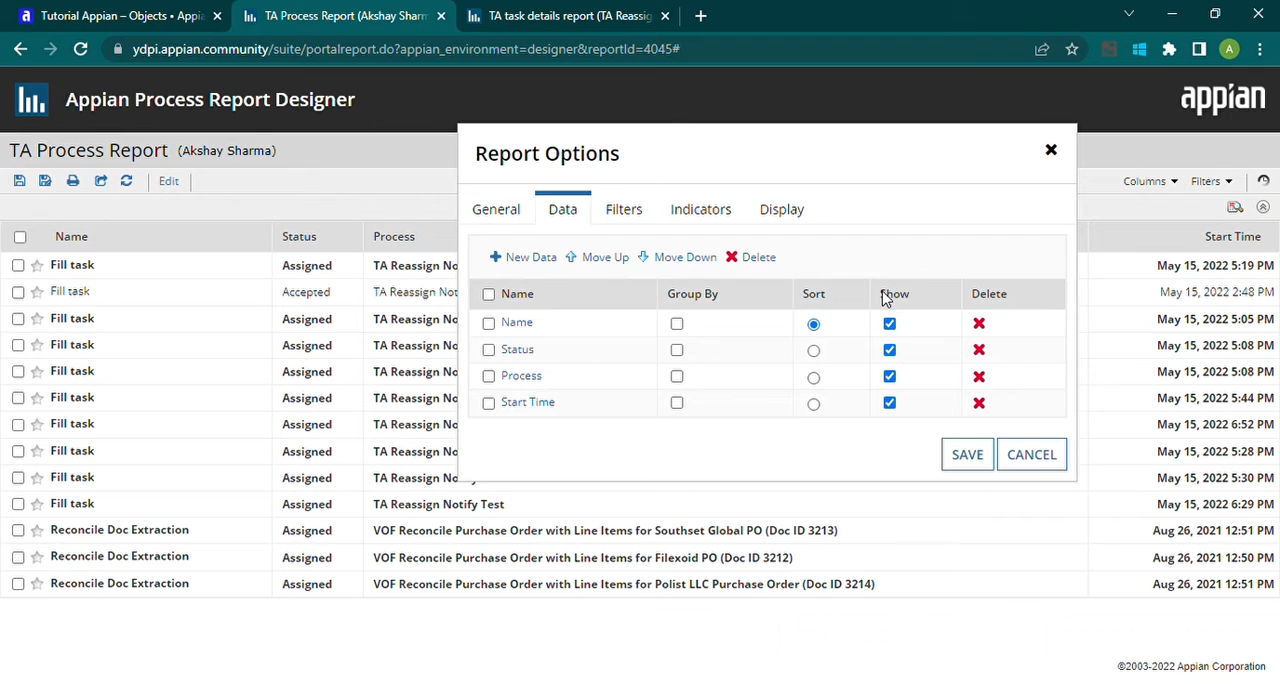 Tutorial Appian – Objects • Appia
TA Process Report (Akshay Sharm
TA task details report (TA Reassig
ydpi.appian.community/suite/portalreport.do?appian_environment=designer&reportId=4045#
A
Appian Process Report Designer
appian
TA Process Report (Akshay Sharma)
Edit
Columns
Filters
Name Status Process Start Time
Fill task Assigned TA Reassign No May 15, 2022 5:19 PM
Fill task Accepted TA Reassign Not May 15, 2022 2:48 PM
Fill task Assigned TA Reassign No May 15, 2022 5:05 PM
Fill task Assigned TA Reassign No May 15, 2022 5:08 PM
Fill task Assigned TA Reassign No May 15, 2022 5:08 PM
Fill task Assigned TA Reassign No May 15, 2022 5:44 PM
Fill task Assigned TA Reassign No May 15, 2022 6:52 PM
Fill task Assigned TA Reassign No May 15, 2022 5:28 PM
Fill task Assigned TA Reassign No May 15, 2022 5:30 PM
Fill task Assigned TA Reassign Notify Test May 15, 2022 6:29 PM
Reconcile Doc Extraction Assigned VOF Reconcile Purchase Order with Line Items for Southset Global PO (Doc ID 3213) Aug 26, 2021 12:51 PM
Reconcile Doc Extraction Assigned VOF Reconcile Purchase Order with Line Items for Filexoid PO (Doc ID 3212) Aug 26, 2021 12:50 PM
Reconcile Doc Extraction Assigned VOF Reconcile Purchase Order with Line Items for Polist LLC Purchase Order (Doc ID 3214) Aug 26, 2021 12:51 PM
Report Options
General Data Filters Indicators Display
New Data Move Up Move Down Delete
Name Group By Sort Show Delete
Name
Status
Process
Start Time
SAVE CANCEL
©2003-2022 Appian Corporation